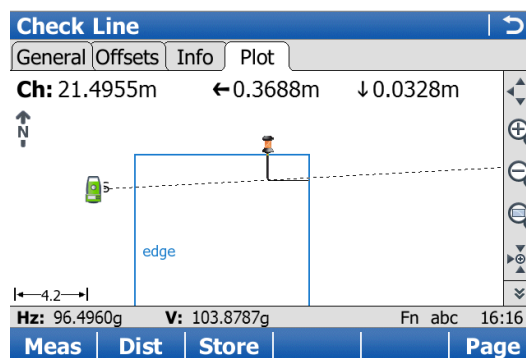 Check Line
General Offsets Info Plot
Ch: 21.4955m ←0.3688m ↓0.0328m
N
edge
4.2
Hz: 96.4960g V: 103.8787g Fn abc 16:16
Meas Dist Store Page